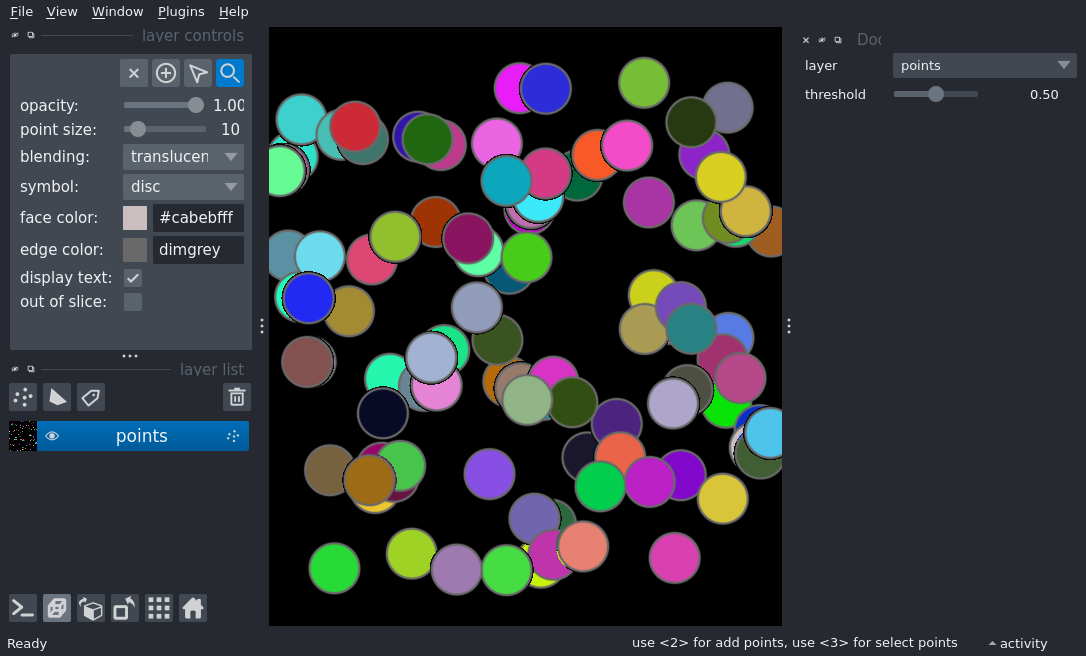 File View Window Plugins Help
layer controls
opacity: 1.00
point size: 10
blending: translucen
symbol: disc
face color: #cabebfff
edge color: dimgrey
display text:
out of slice:
layer list
points
Doc
layer points
threshold 0.50
Ready
use <2> for add points, use <3> for select points
activity